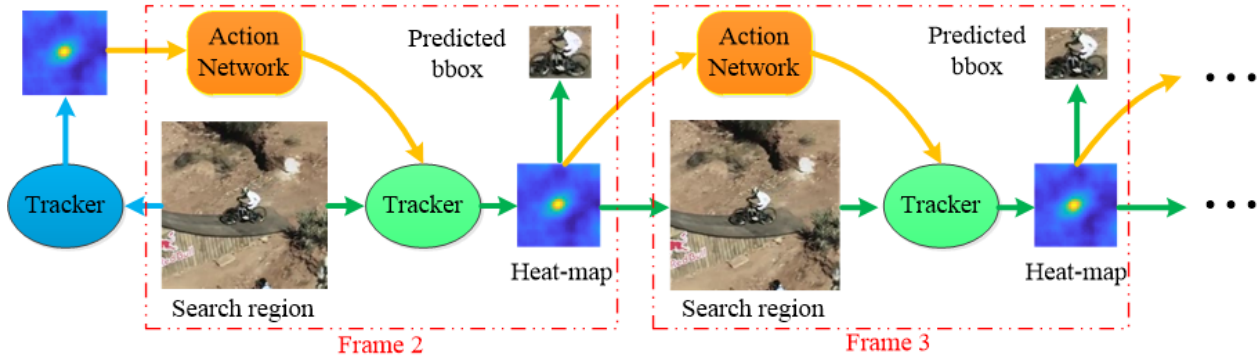 Action
Network
Predicted
bbox
Tracker
Tracker
Heat-map
Search region
Frame 2
Action
Network
Predicted
bbox
Tracker
Heat-map
Search region
Frame 3